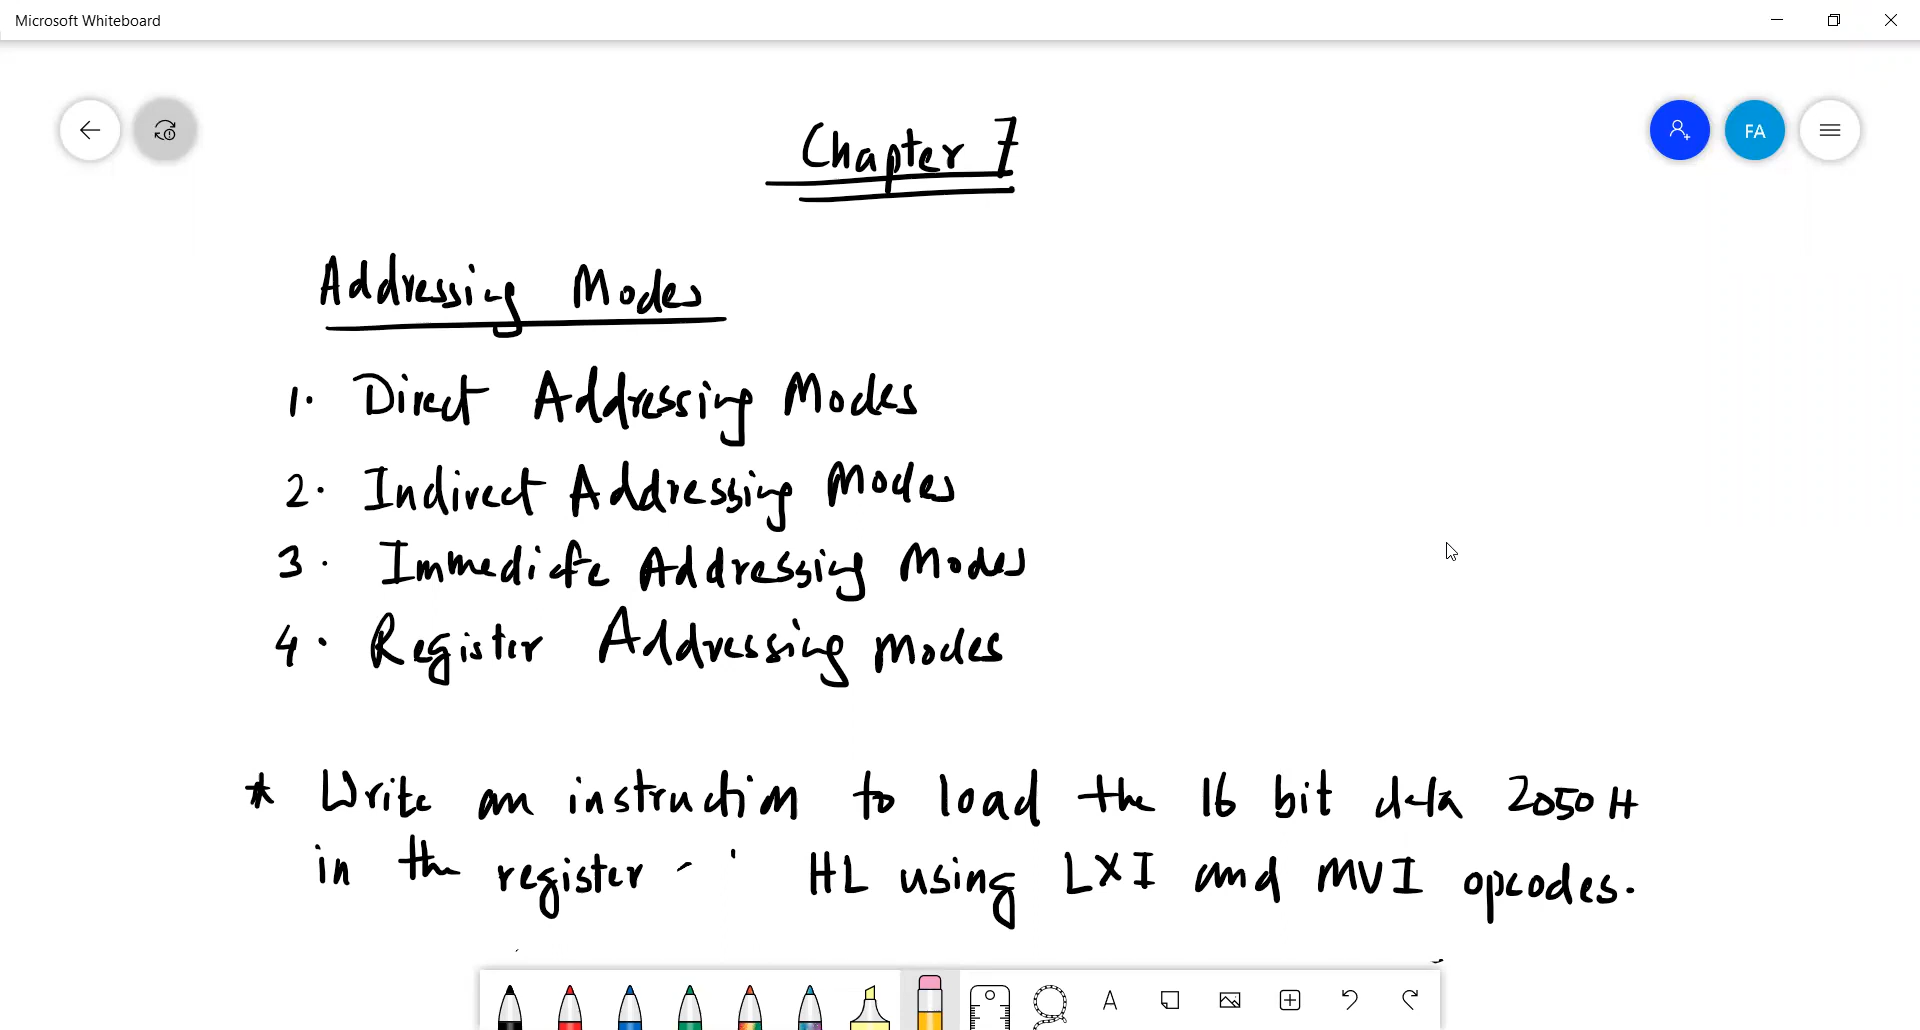 Microsoft Whiteboard
FA
Chapter 7
Addressing Modes
1. Direct Addressing Modes
2. Indirect Addressing Modes
3. Immediate Addressing Modes
4. Register Addressing Modes
* Write an instruction to load the 16 bit data 2050 H
in the register HL using LXI and MVI opcodes.
A